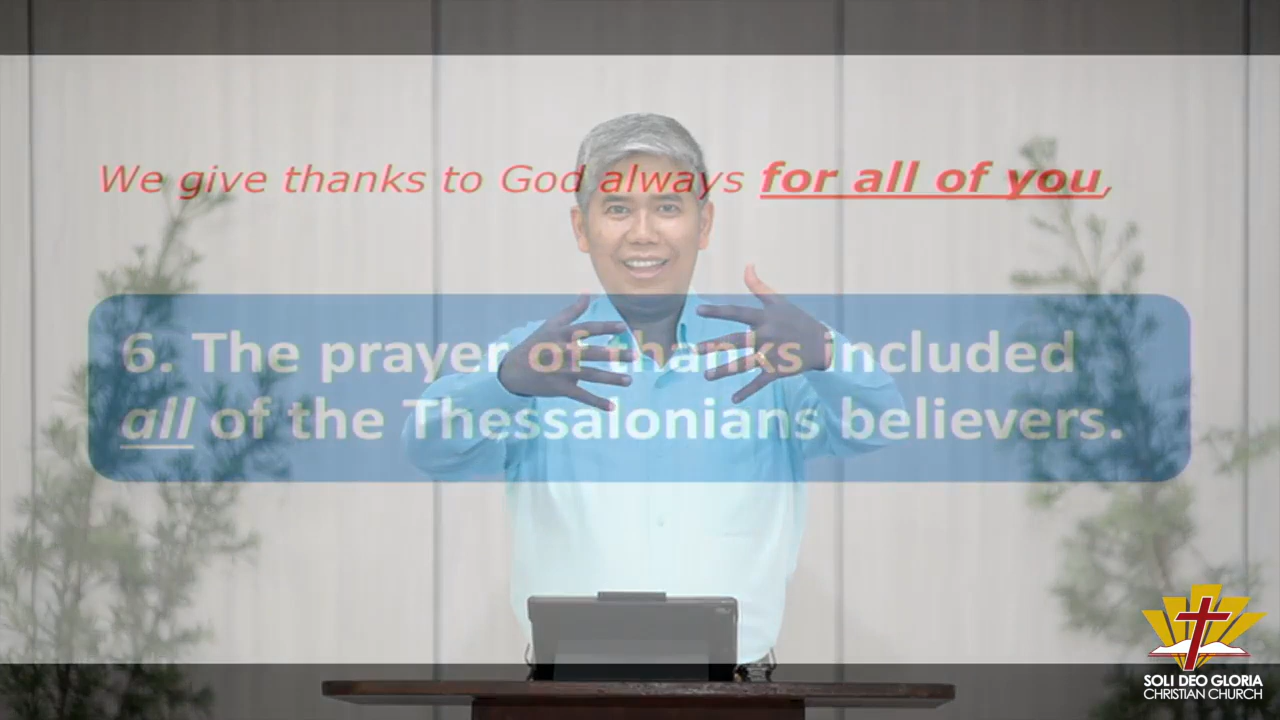 We give thanks to God always for all of you,
6. The prayer of thanks included
all of the Thessalonians believers.
SOLI DEO GLORIA
CHRISTIAN CHURCH